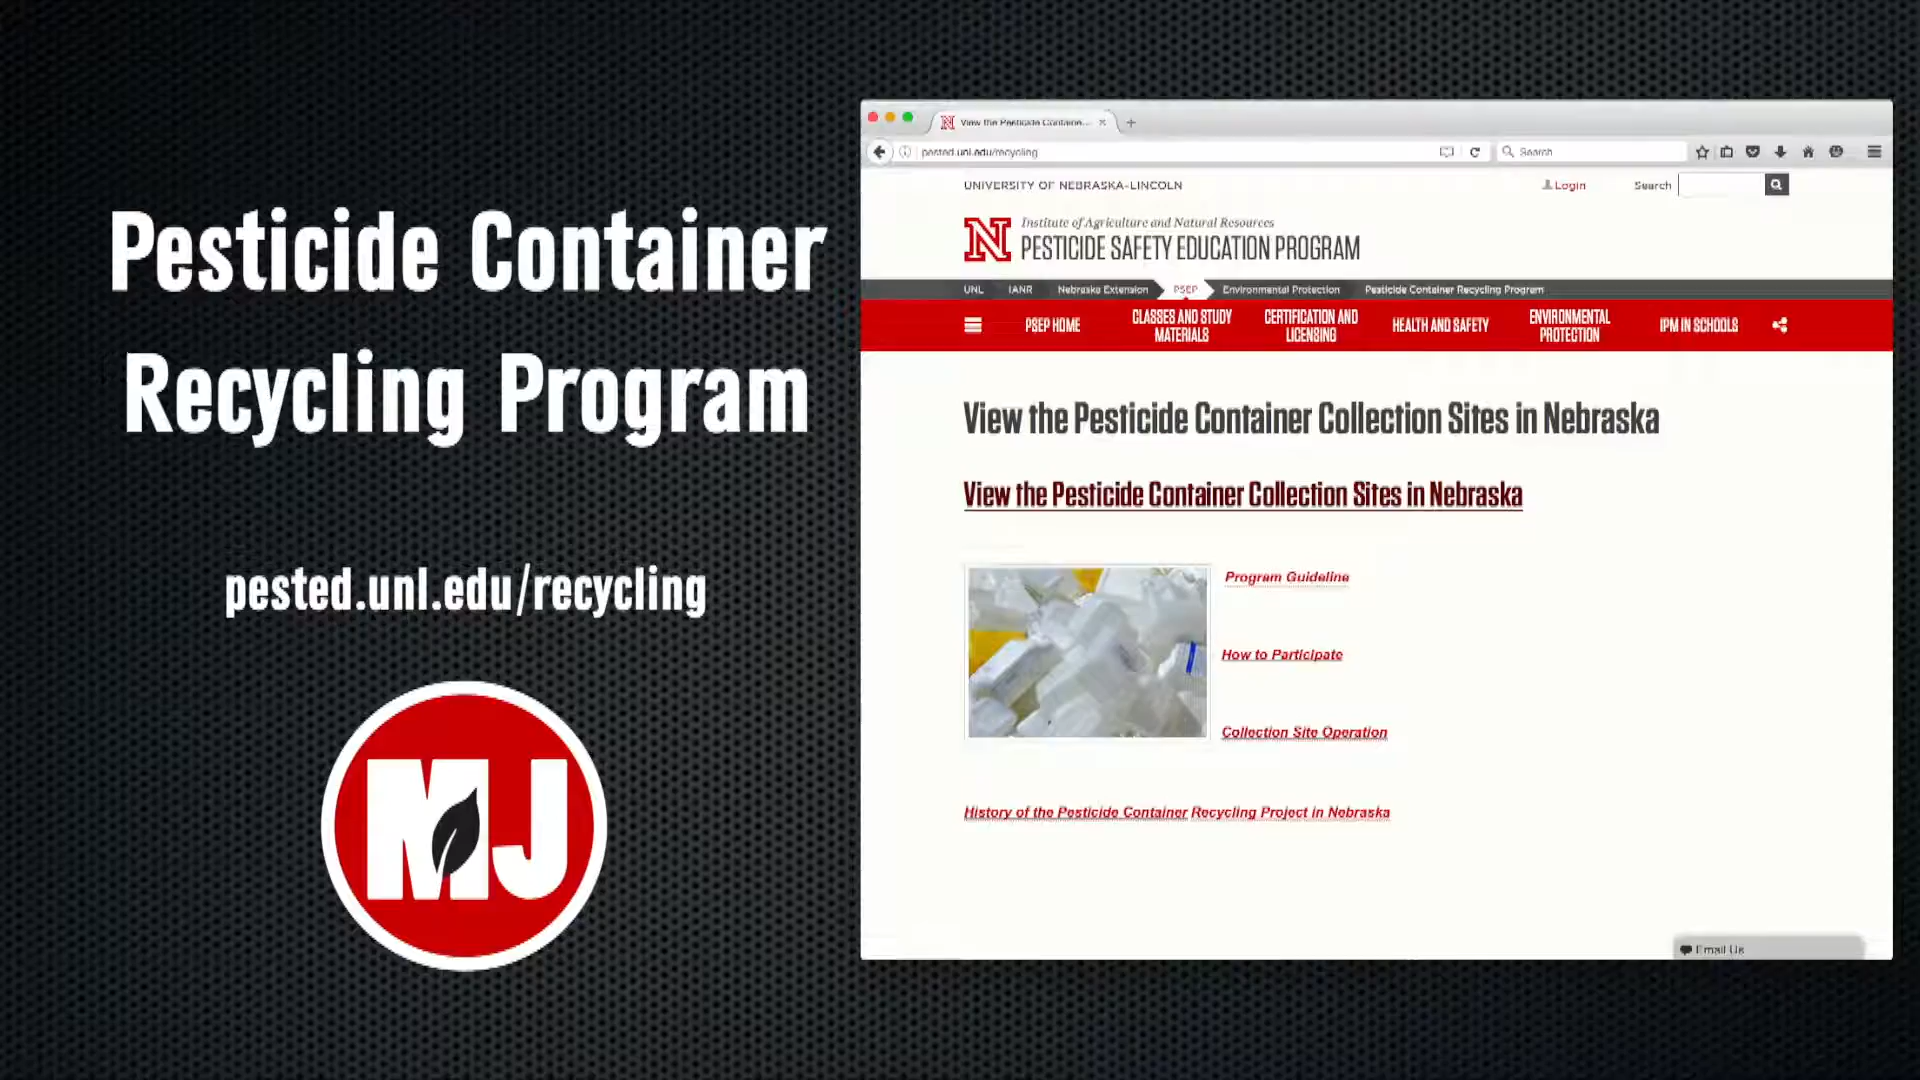 Pesticide Container
Recycling Program
pested.unl.edu/recycling
MJ
View the Pesticide Containe...
pested.unl.edu/recycling
Search
UNIVERSITY OF NEBRASKA-LINCOLN
Login
Search
N
Institute of Agriculture and Natural Resources
PESTICIDE SAFETY EDUCATION PROGRAM
UNL IANR Nebraska Extension PSEP Environmental Protection Pesticide Container Recycling Program
PSEP HOME
CLASSES AND STUDY
MATERIALS
CERTIFICATION AND
LICENSING
HEALTH AND SAFETY
ENVIRONMENTAL
PROTECTION
IPM IN SCHOOLS
View the Pesticide Container Collection Sites in Nebraska
View the Pesticide Container Collection Sites in Nebraska
Program Guideline
How to Participate
Collection Site Operation
History of the Pesticide Container Recycling Project in Nebraska
Email Us